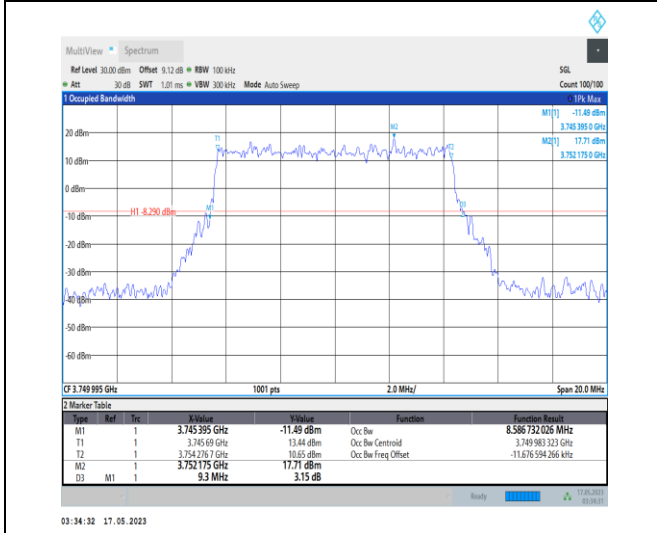 MultiView Spectrum
Ref Level 30.00 dBm Offset 9.12 dB RBW 100 kHz SGL
Att 30 dB SWT 1.01 ms VBW 300 kHz Mode Auto Sweep Count 100/100
1 Occupied Bandwidth 1Pk Max
M1[1] -11.49 dBm
3.745 395 0 GHz
M2[1] 17.71 dBm
3.752 175 0 GHz
M2
20 dBm
T1
T2
10 dBm
0 dBm
H1 -8.290 dBm
M1
D3
-10 dBm
-20 dBm
-30 dBm
-40 dBm
-50 dBm
-60 dBm
CF 3.749 995 GHz 1001 pts 2.0 MHz/ Span 20.0 MHz
2 Marker Table
Type Ref Trc X-Value Y-Value Function Function Result
M1 1 3.745 395 GHz -11.49 dBm Occ Bw 8.586 732 026 MHz
T1 1 3.745 69 GHz 13.44 dBm Occ Bw Centroid 3.749 983 323 GHz
T2 1 3.754 276 7 GHz 10.65 dBm Occ Bw Freq Offset -11.676 594 266 kHz
M2 1 3.752 175 GHz 17.71 dBm
D3 M1 1 9.3 MHz 3.15 dB
Ready 17.05.2023
03:34:31
03:34:32 17.05.2023